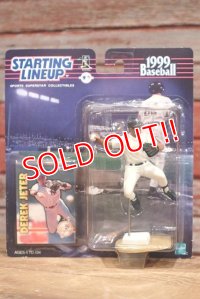 STARTING
LINEUP
SPORTS SUPERSTAR COLLECTIBLES
1999
Baseball
SOLD OUT!!
DEREK JETER